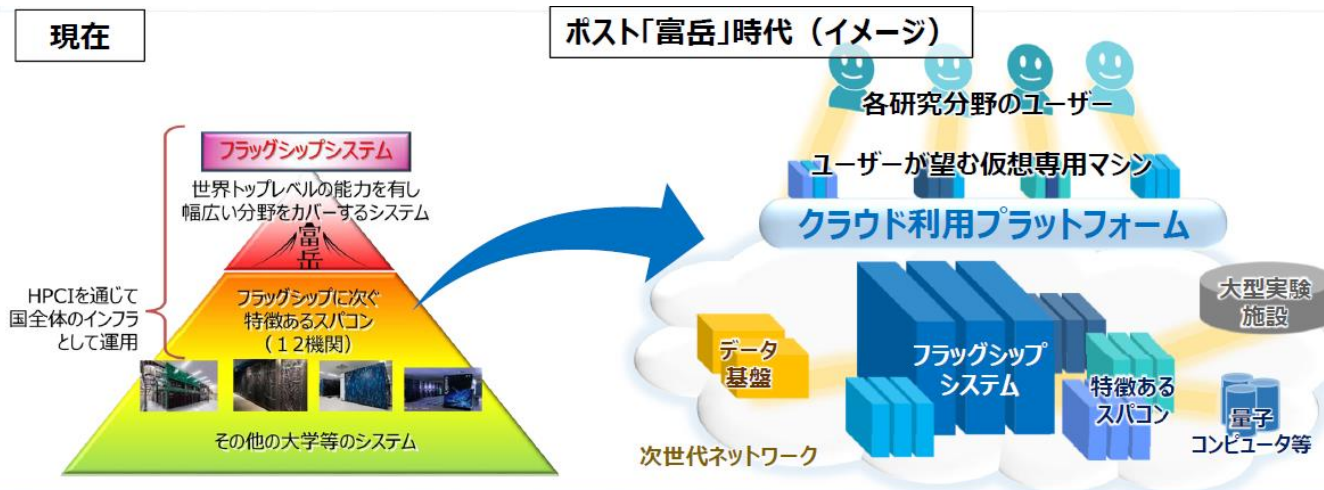 現在
フラッグシップシステム
世界トップレベルの能力を有し
幅広い分野をカバーするシステム
富岳
HPCIを通じて
国全体のインフラ
として運用
フラッグシップに次ぐ
特徴あるスパコン
（１２機関）
その他の大学等のシステム
ポスト「富岳」時代（イメージ）
各研究分野のユーザー
ユーザーが望む仮想専用マシン
クラウド利用プラットフォーム
大型実験
施設
データ
基盤
フラッグシップ
システム
特徴ある
スパコン
量子
コンピュータ等
次世代ネットワーク